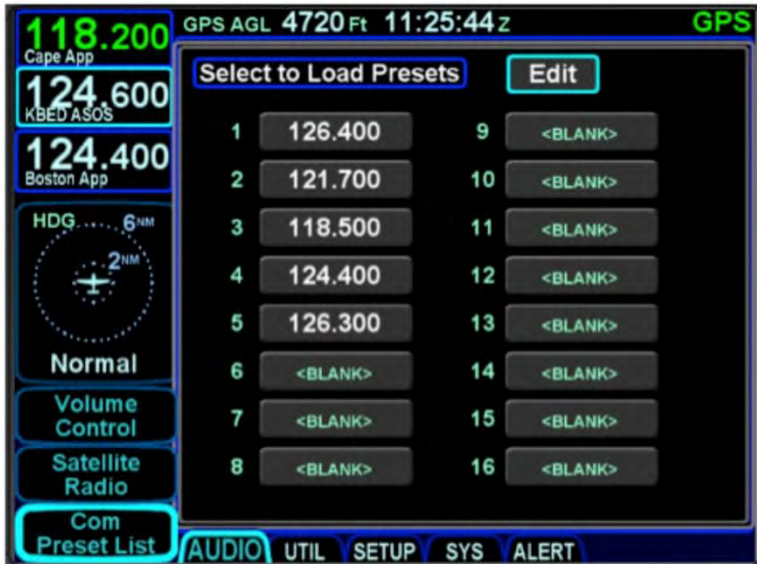 118.200
Cape App
124.600
KBED ASOS
124.400
Boston App
HDG 6NM
2NM
Normal
Volume
Control
Satellite
Radio
Com
Preset List
GPS AGL 4720 Ft 11:25:44 Z GPS
Select to Load Presets Edit
1 126.400 9 <BLANK>
2 121.700 10 <BLANK>
3 118.500 11 <BLANK>
4 124.400 12 <BLANK>
5 126.300 13 <BLANK>
6 <BLANK> 14 <BLANK>
7 <BLANK> 15 <BLANK>
8 <BLANK> 16 <BLANK>
AUDIO UTIL SETUP SYS ALERT